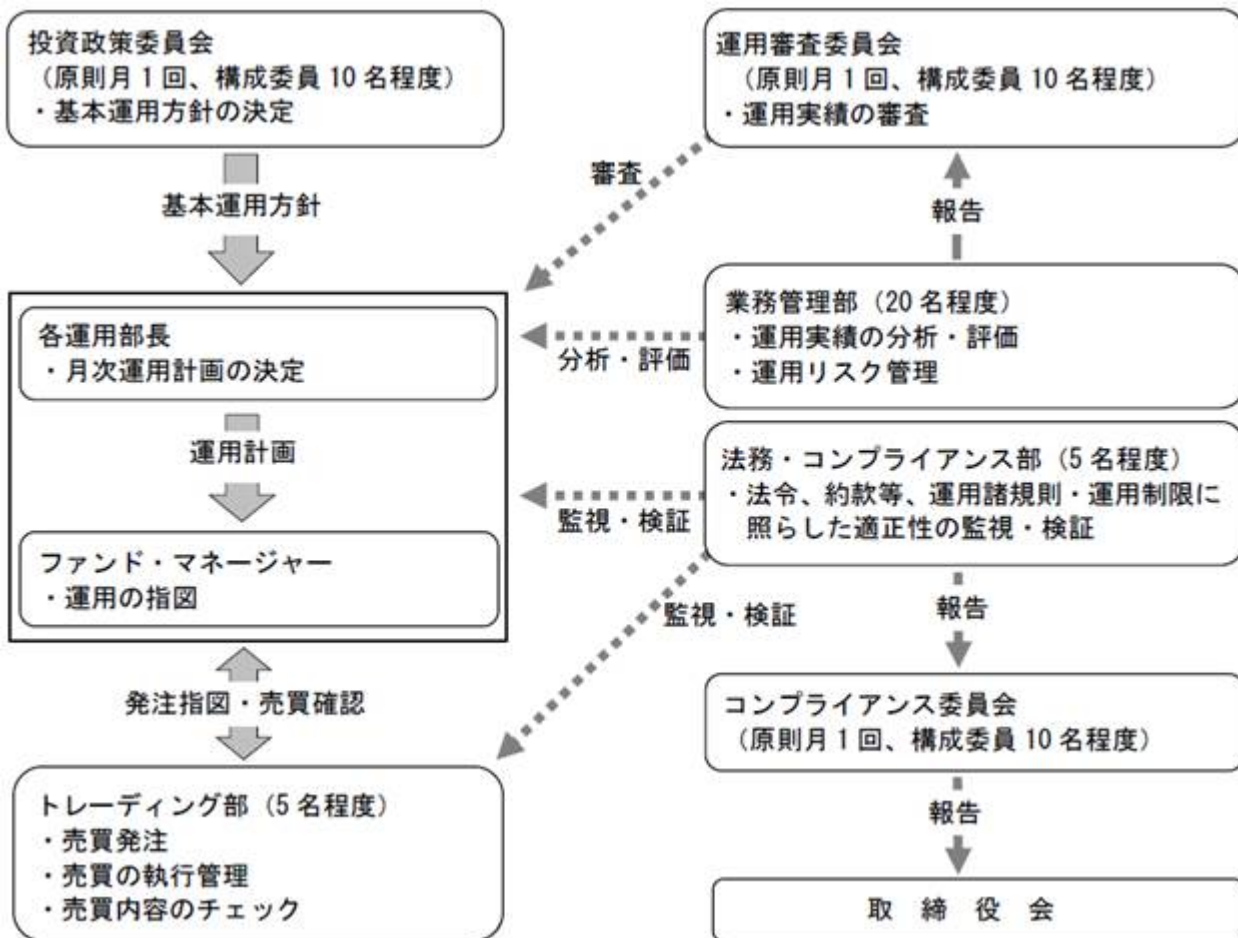 投資政策委員会
（原則月1回、構成委員10名程度）
・基本運用方針の決定
基本運用方針
各運用部長
・月次運用計画の決定
運用計画
ファンド・マネージャー
・運用の指図
発注指図・売買確認
トレーディング部（5名程度）
・売買発注
・売買の執行管理
・売買内容のチェック
運用審査委員会
（原則月1回、構成委員10名程度）
・運用実績の審査
審査
報告
業務管理部（20名程度）
・運用実績の分析・評価
・運用リスク管理
分析・評価
法務・コンプライアンス部（5名程度）
・法令、約款等、運用諸規則・運用制限に
照らした適正性の監視・検証
監視・検証
監視・検証
報告
コンプライアンス委員会
（原則月1回、構成委員10名程度）
報告
取締役会